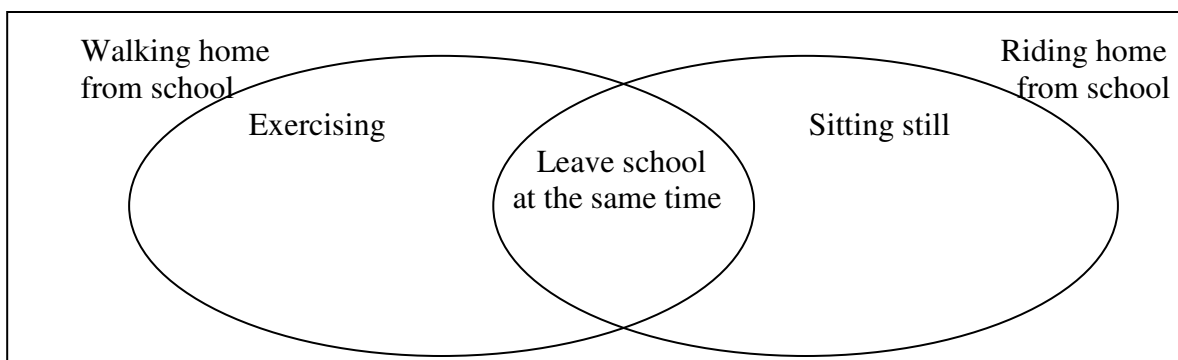 Walking home
from school
Riding home
from school
Exercising
Sitting still
Leave school
at the same time